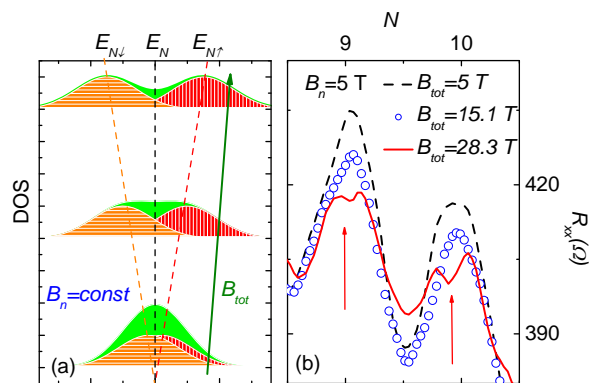 N
E_N↓ E_N E_N↑
9 10
B_n=5 T
B_tot=5 T
B_tot=15.1 T
B_tot=28.3 T
DOS
420
R_xx(Ω)
B_n=const
B_tot
390
(a)
(b)